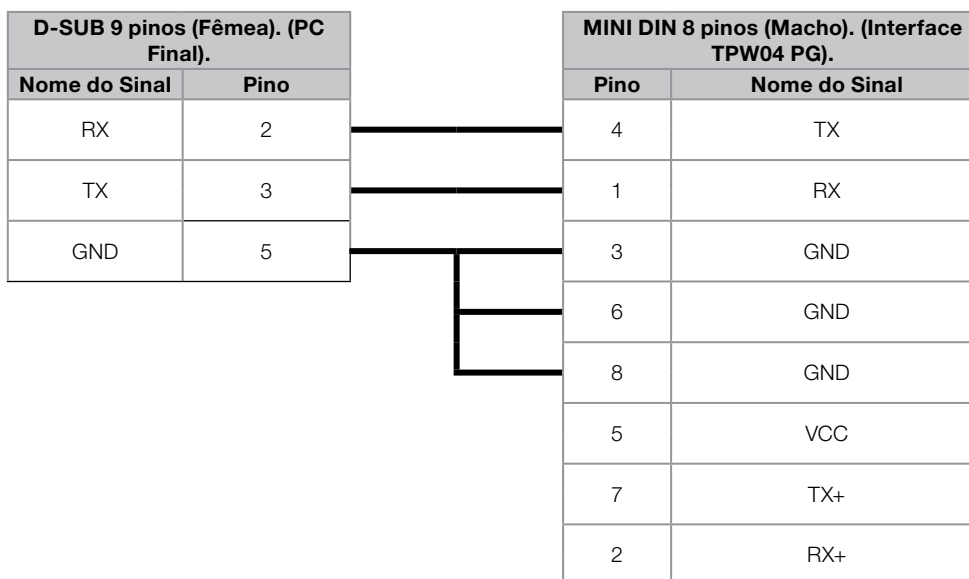 D-SUB 9 pinos (Fêmea). (PC
Final).
Nome do Sinal Pino
RX 2
TX 3
GND 5
MINI DIN 8 pinos (Macho). (Interface
TPW04 PG).
Pino Nome do Sinal
4 TX
1 RX
3 GND
6 GND
8 GND
5 VCC
7 TX+
2 RX+